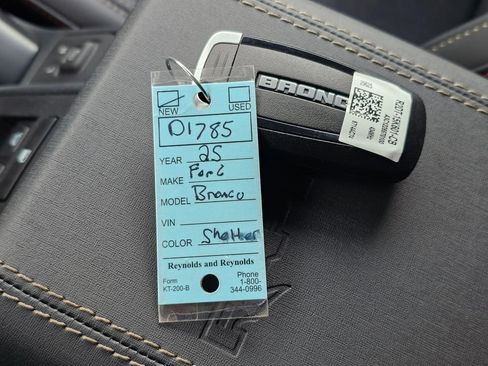 NEW
USED
D1785
YEAR 25
MAKE Ford
MODEL Bronco
VIN
COLOR Shelter
Reynolds and Reynolds
Form
KT-200-B
Phone
1-800-
344-0996
BRONCO